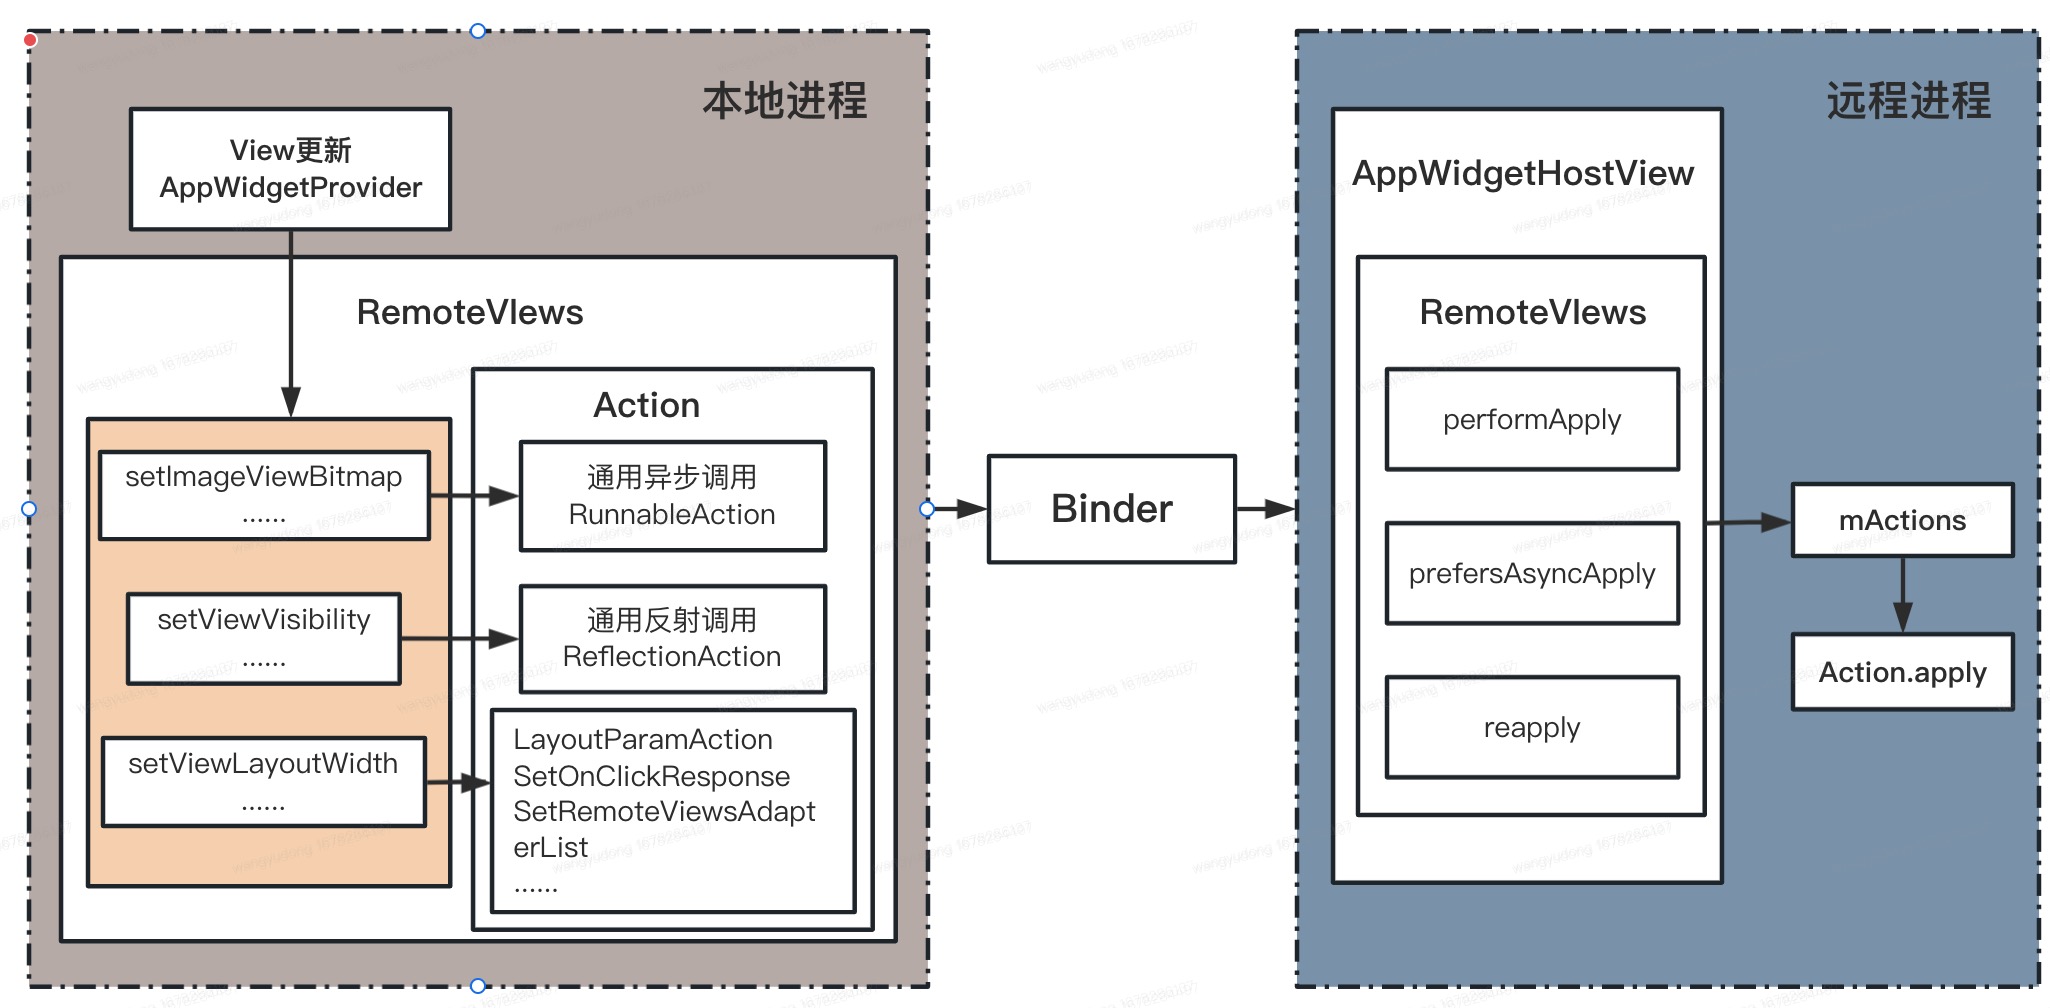 本地进程
View更新
AppWidgetProvider
RemoteVIews
setImageViewBitmap
......
setViewVisibility
......
setViewLayoutWidth
......
Action
通用异步调用
RunnableAction
通用反射调用
ReflectionAction
LayoutParamAction
SetOnClickResponse
SetRemoteViewsAdapt
erList
......
Binder
远程进程
AppWidgetHostView
RemoteVIews
performApply
prefersAsyncApply
reapply
mActions
Action.apply